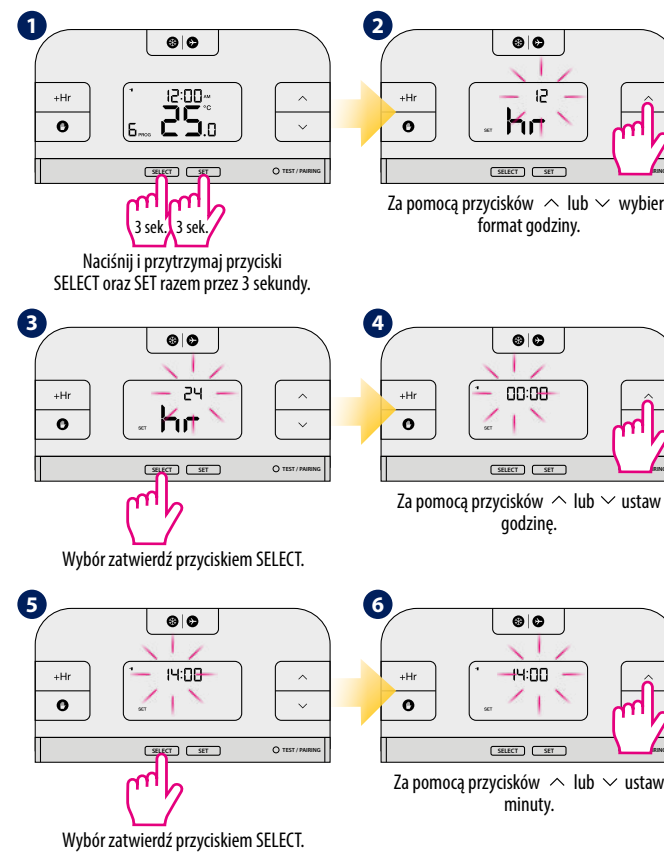 1
+Hr
12:00 AM
°C
6 PROG 25.0
SELECT SET
TEST / PAIRING
3 sek. 3 sek.
Naciśnij i przytrzymaj przyciski
SELECT oraz SET razem przez 3 sekundy.
2
+Hr
12
SET hr
SELECT SET
RING
Za pomocą przycisków lub wybier
format godziny.
3
+Hr
24
SET hr
SELECT SET
TEST / PAIRING
Wybór zatwierdź przyciskiem SELECT.
4
+Hr
00:00
SET
SELECT SET
RING
Za pomocą przycisków lub ustaw
godzinę.
5
+Hr
14:00
SET
SELECT SET
TEST / PAIRING
Wybór zatwierdź przyciskiem SELECT.
6
+Hr
14:00
SET
SELECT SET
RING
Za pomocą przycisków lub ustaw
minuty.